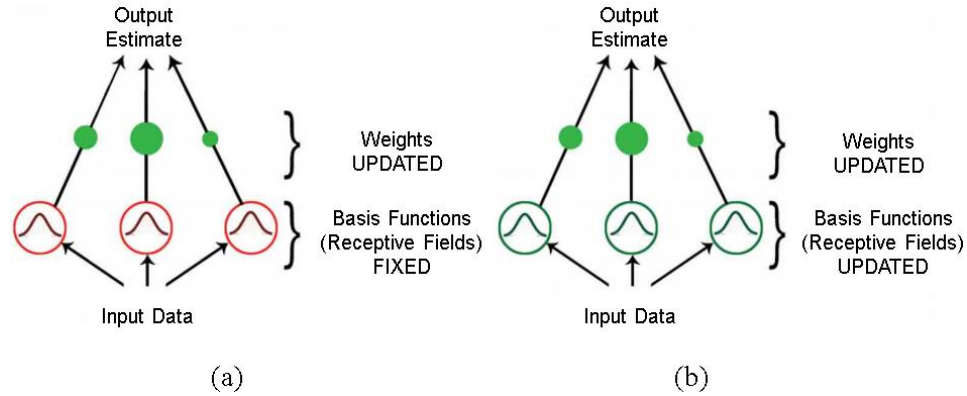 Output
Estimate
Weights
UPDATED
Basis Functions
(Receptive Fields)
FIXED
Input Data
(a)
Output
Estimate
Weights
UPDATED
Basis Functions
(Receptive Fields)
UPDATED
Input Data
(b)